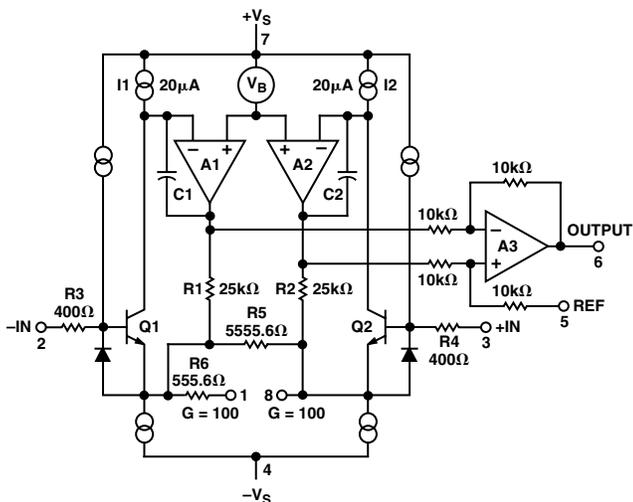 +VS
7
I1 20µA
VB
20µA I2
− +
A1
+ −
A2
C1
C2
10kΩ
10kΩ
−
A3
+
OUTPUT
6
10kΩ
10kΩ
REF
5
R1 25kΩ
R2 25kΩ
R3
400Ω
−IN
2
Q1
R5
5555.6Ω
Q2
+IN
3
R4
400Ω
R6
555.6Ω
1
G = 100
8
G = 100
4
−VS